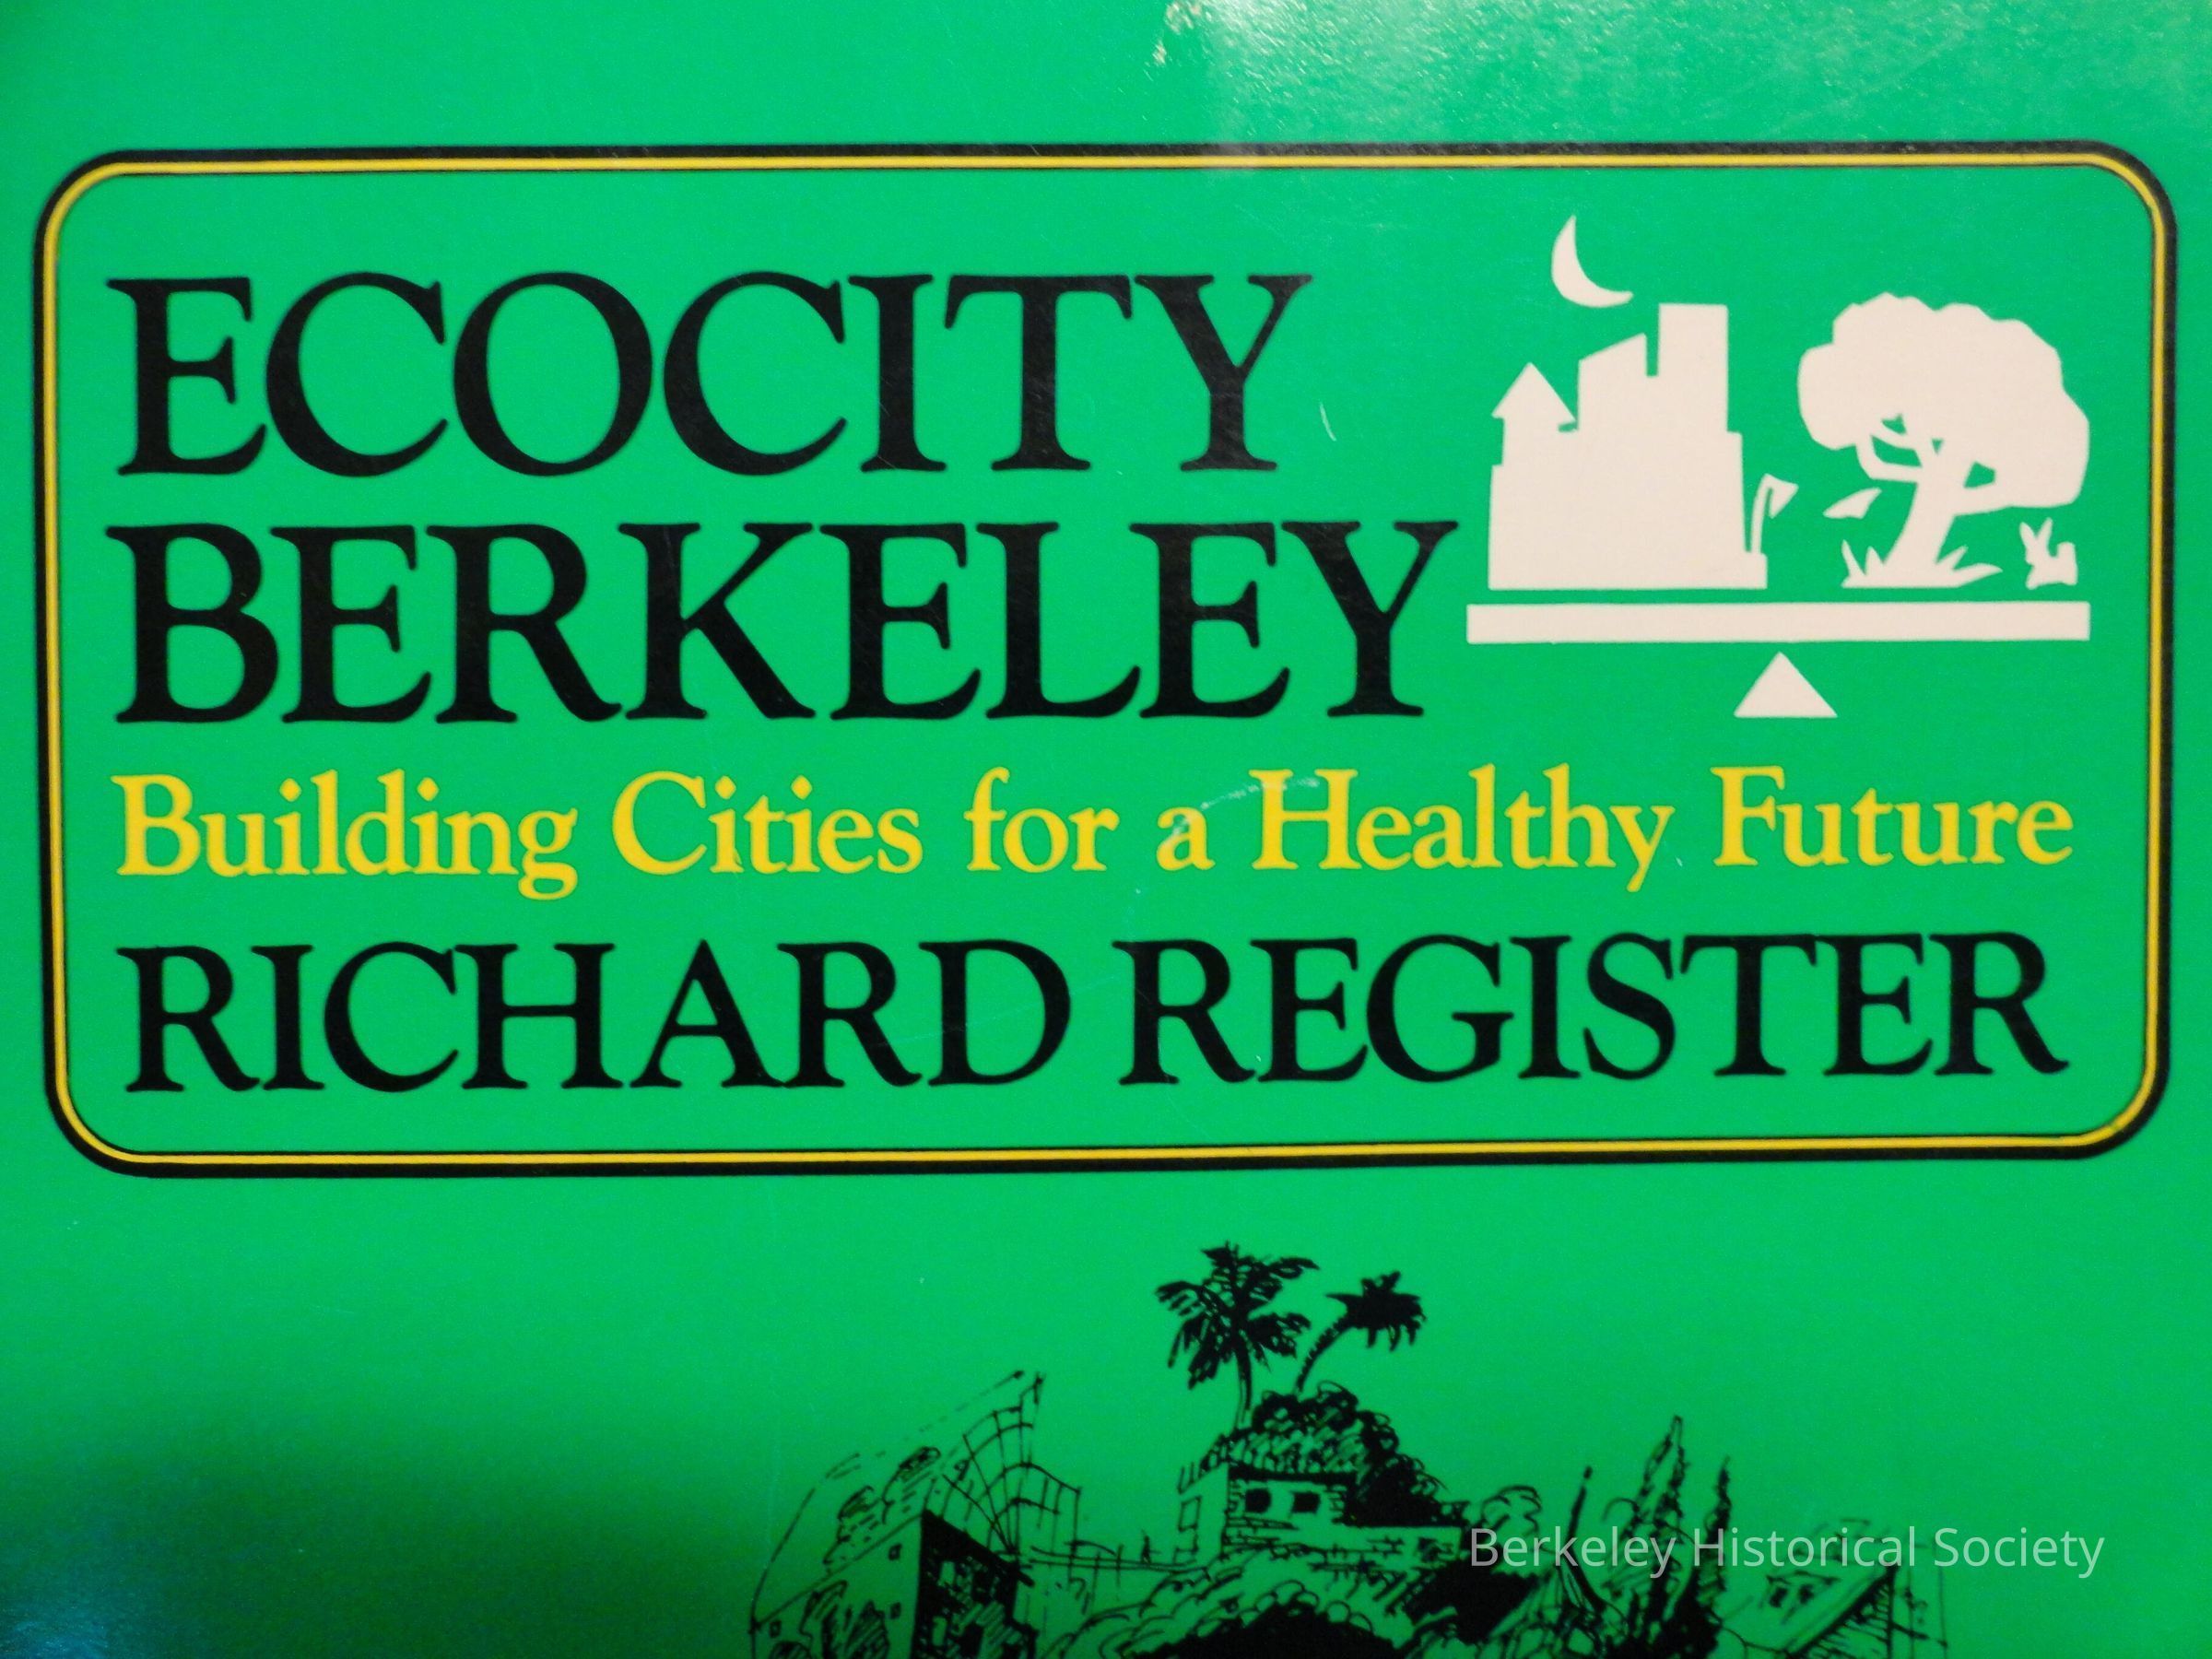 ECOCITY
BERKELEY
Building Cities for a Healthy Future
RICHARD REGISTER
Berkeley Historical Society